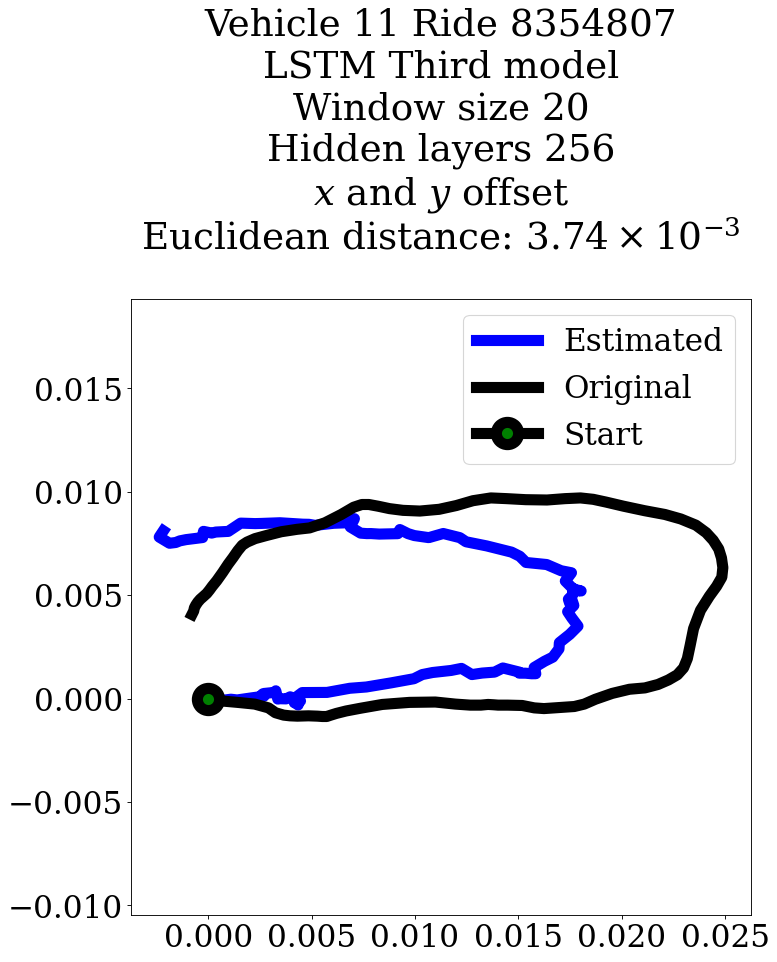 Vehicle 11 Ride 8354807
LSTM Third model
Window size 20
Hidden layers 256
x and y offset
Euclidean distance: 3.74 × 10⁻³
Estimated
Original
Start
0.015
0.010
0.005
0.000
−0.005
−0.010
0.000 0.005 0.010 0.015 0.020 0.025